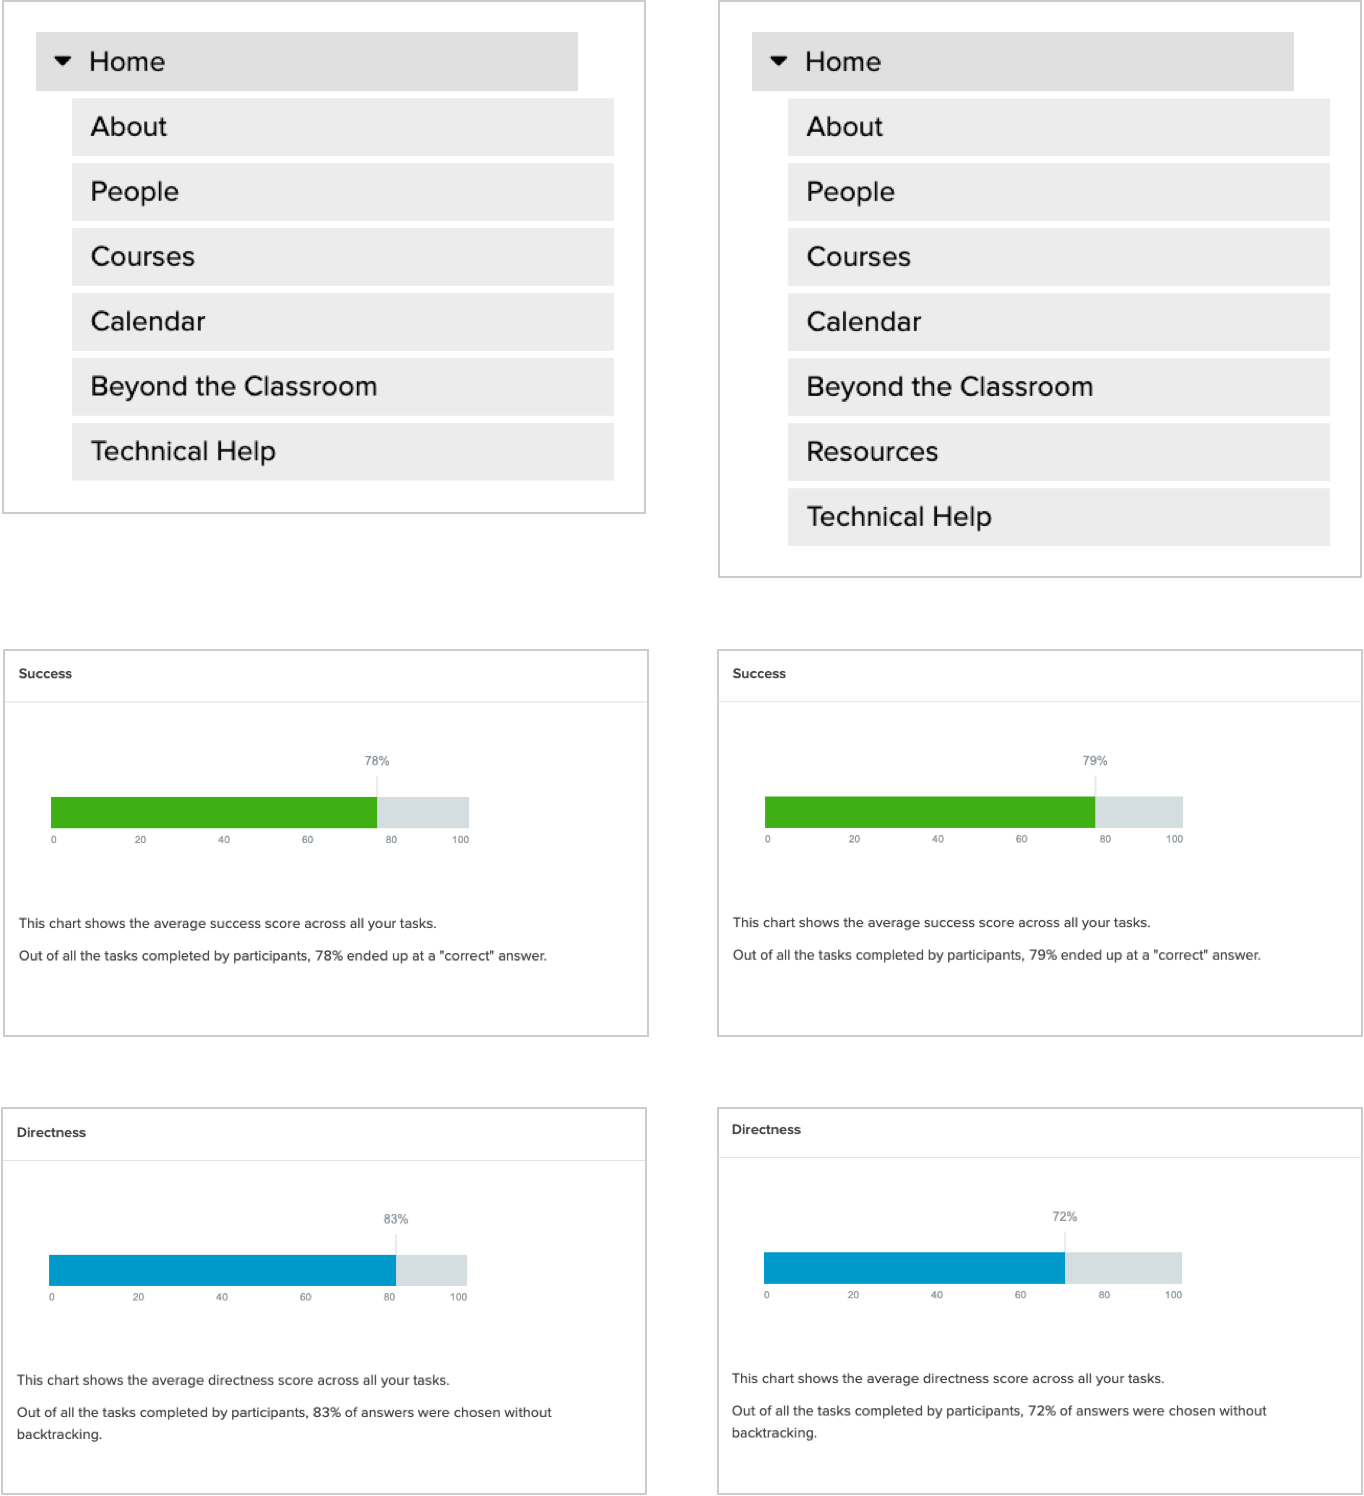 Home
About
People
Courses
Calendar
Beyond the Classroom
Technical Help
Home
About
People
Courses
Calendar
Beyond the Classroom
Resources
Technical Help
Success
78%
0 20 40 60 80 100
This chart shows the average success score across all your tasks.
Out of all the tasks completed by participants, 78% ended up at a "correct" answer.
Success
79%
0 20 40 60 80 100
This chart shows the average success score across all your tasks.
Out of all the tasks completed by participants, 79% ended up at a "correct" answer.
Directness
83%
0 20 40 60 80 100
This chart shows the average directness score across all your tasks.
Out of all the tasks completed by participants, 83% of answers were chosen without
backtracking.
Directness
72%
0 20 40 60 80 100
This chart shows the average directness score across all your tasks.
Out of all the tasks completed by participants, 72% of answers were chosen without
backtracking.